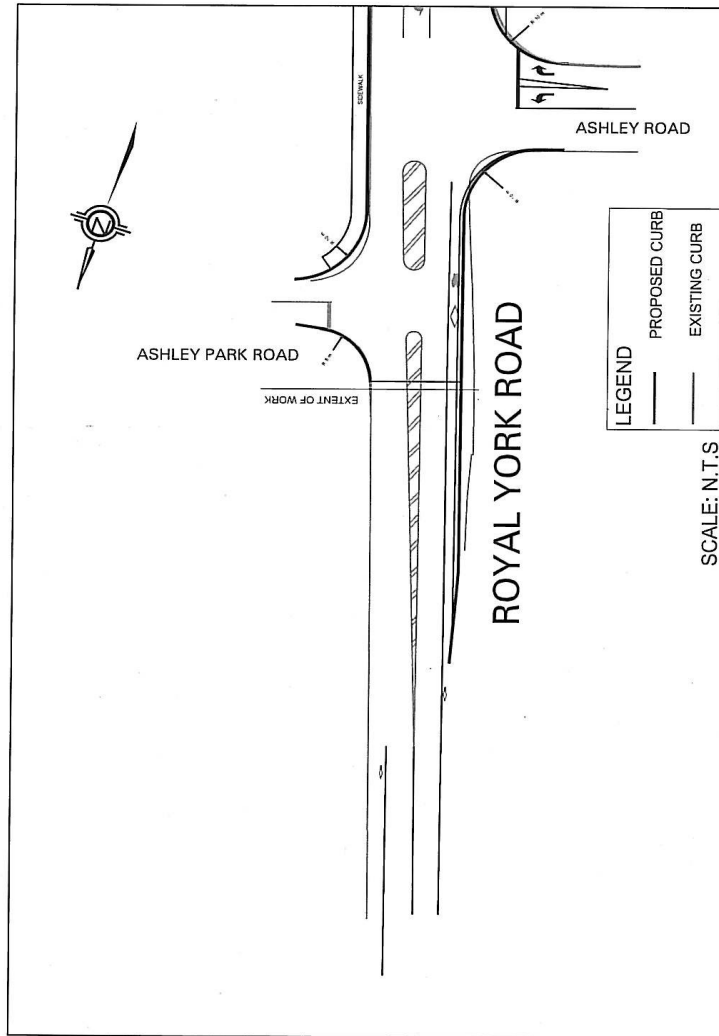 SIDEWALK
ASHLEY ROAD
N
ASHLEY PARK ROAD
EXTENT OF WORK
ROYAL YORK ROAD
LEGEND
PROPOSED CURB
EXISTING CURB
SCALE: N.T.S